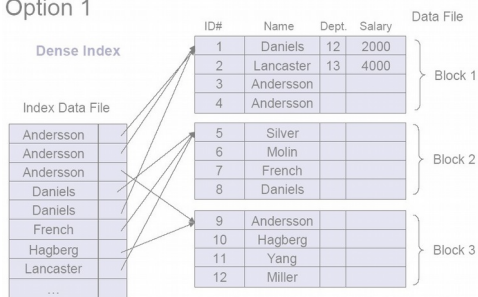 Option 1
Dense Index
Data File
ID# Name Dept. Salary
1 Daniels 12 2000
2 Lancaster 13 4000
3 Andersson
4 Andersson
Block 1
5 Silver
6 Molin
7 French
8 Daniels
Block 2
9 Andersson
10 Hagberg
11 Yang
12 Miller
Block 3
Index Data File
Andersson
Andersson
Andersson
Daniels
Daniels
French
Hagberg
Lancaster
...